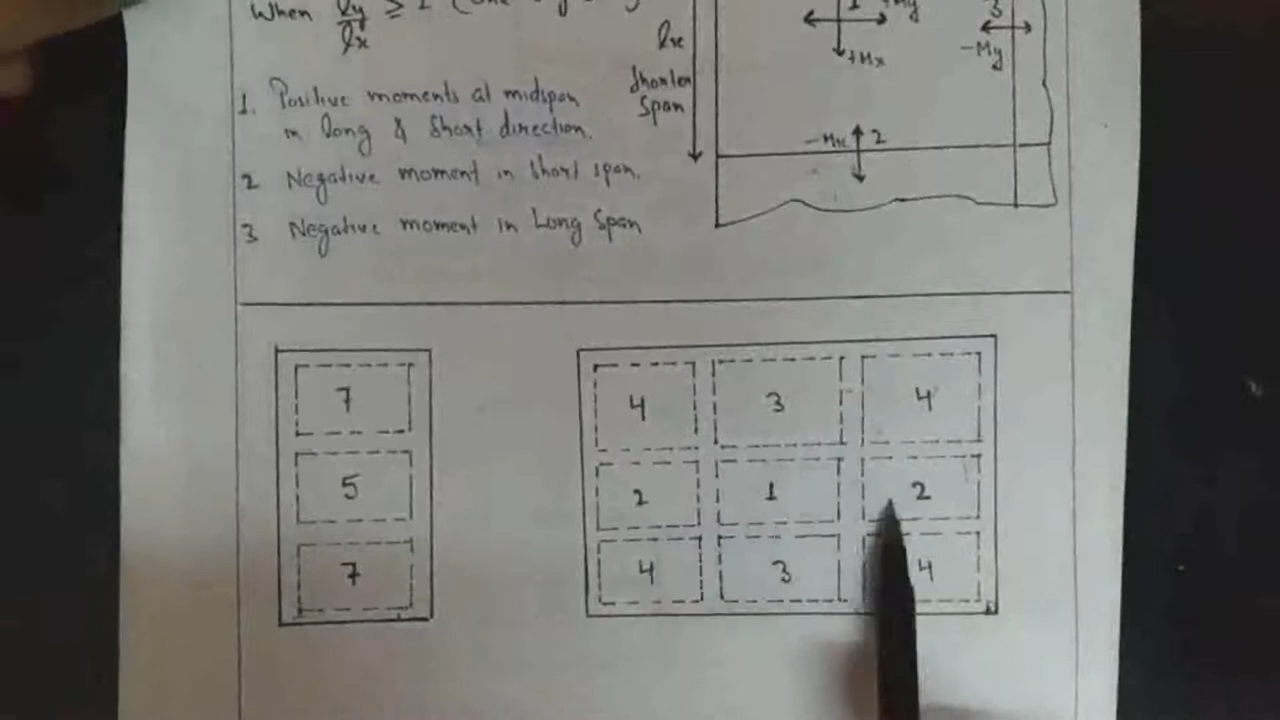 When ly/lx ≥
1. Positive moments at midspan
in long & Short direction.
2 Negative moment in Short span.
3 Negative moment in Long Span
lx
Shorter
Span
1
+My
+Mx
3
-My
-Mx 2
7
5
7
4 3 4
2 1 2
4 3 4